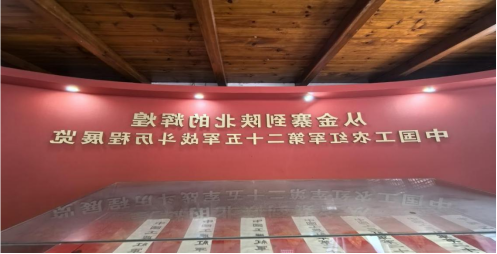 从金寨到陕北的辉煌
中国工农红军第二十五军战斗历程展览